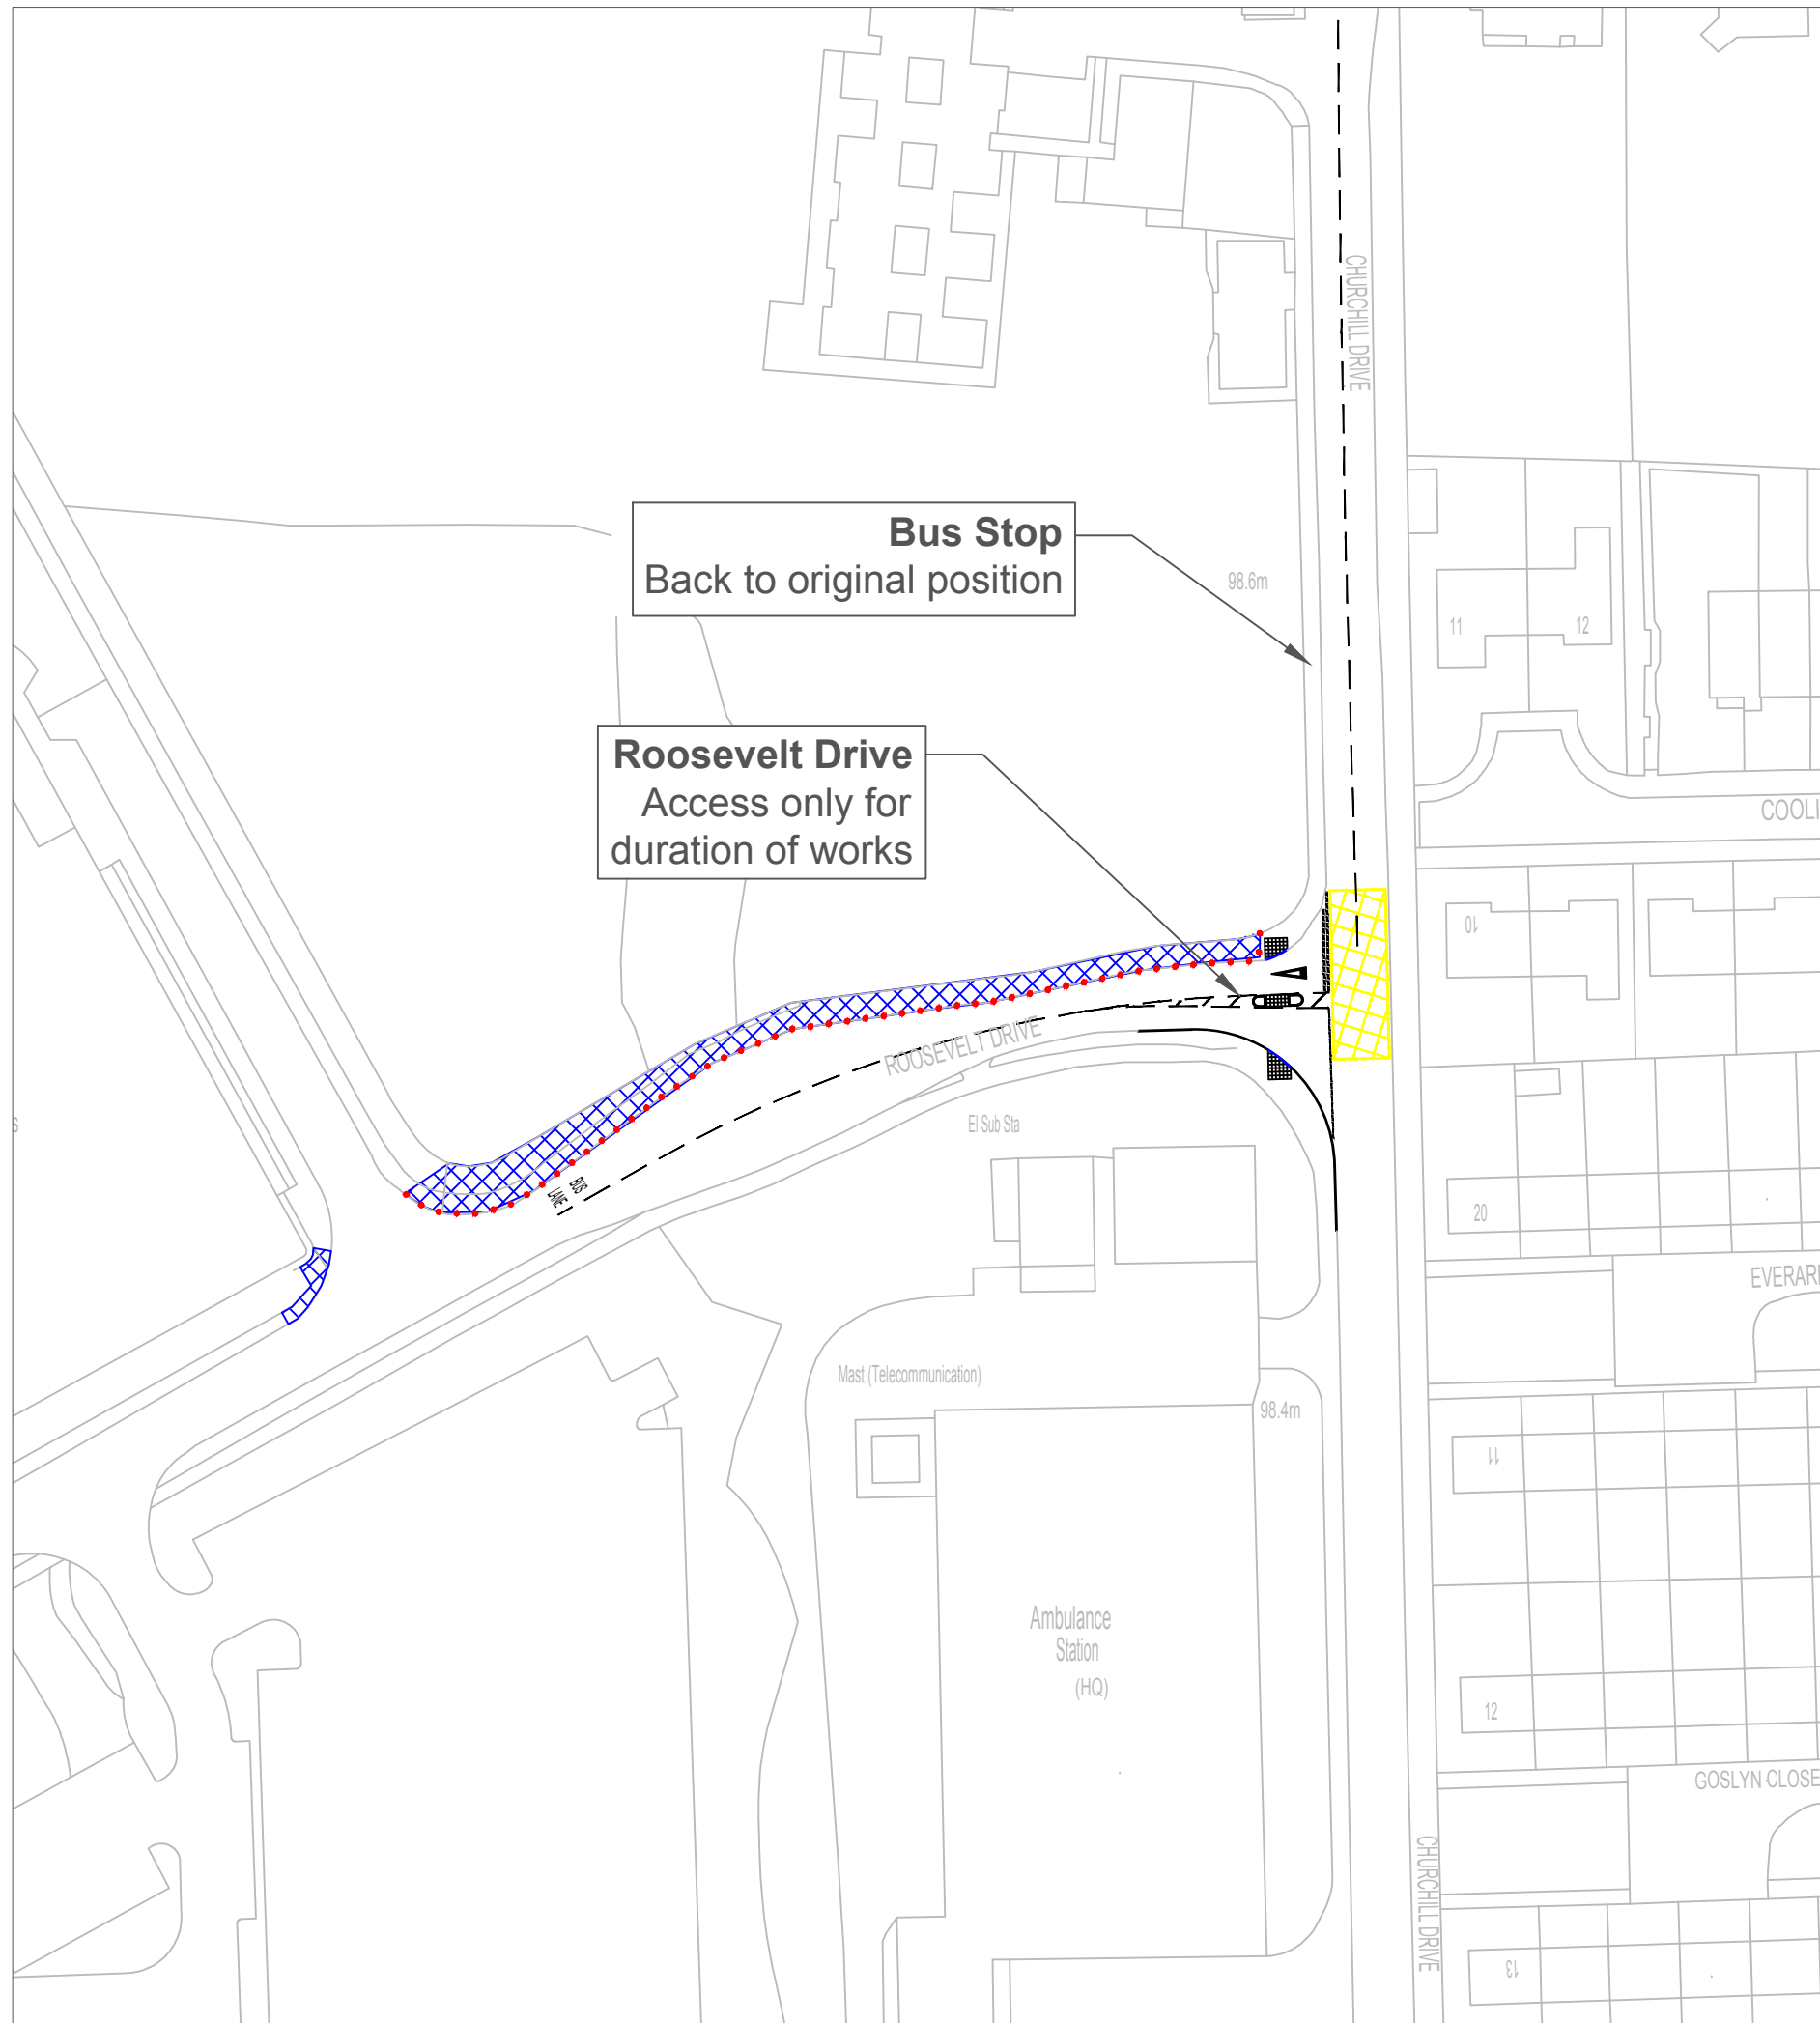 CHURCHILL DRIVE
Bus Stop
Back to original position
98.6m
11
12
Roosevelt Drive
Access only for
duration of works
COOLI
10
ROOSEVELT DRIVE
El Sub Sta
BUS
LANE
s
20
EVERAR
Mast (Telecommunication)
98.4m
11
Ambulance
Station
(HQ)
12
GOSLYN CLOSE
CHURCHILL DRIVE
13